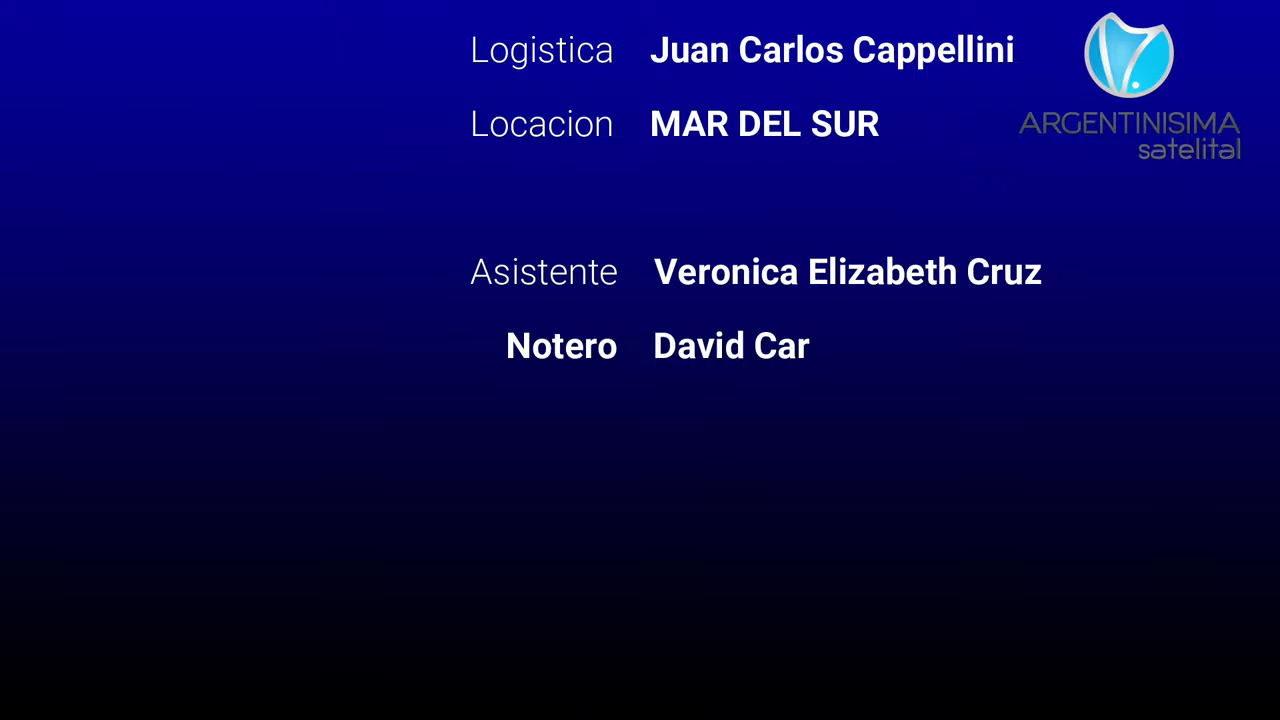 Logistica Juan Carlos Cappellini
Locacion MAR DEL SUR
ARGENTINISIMA
satelital
Asistente Veronica Elizabeth Cruz
Notero David Car